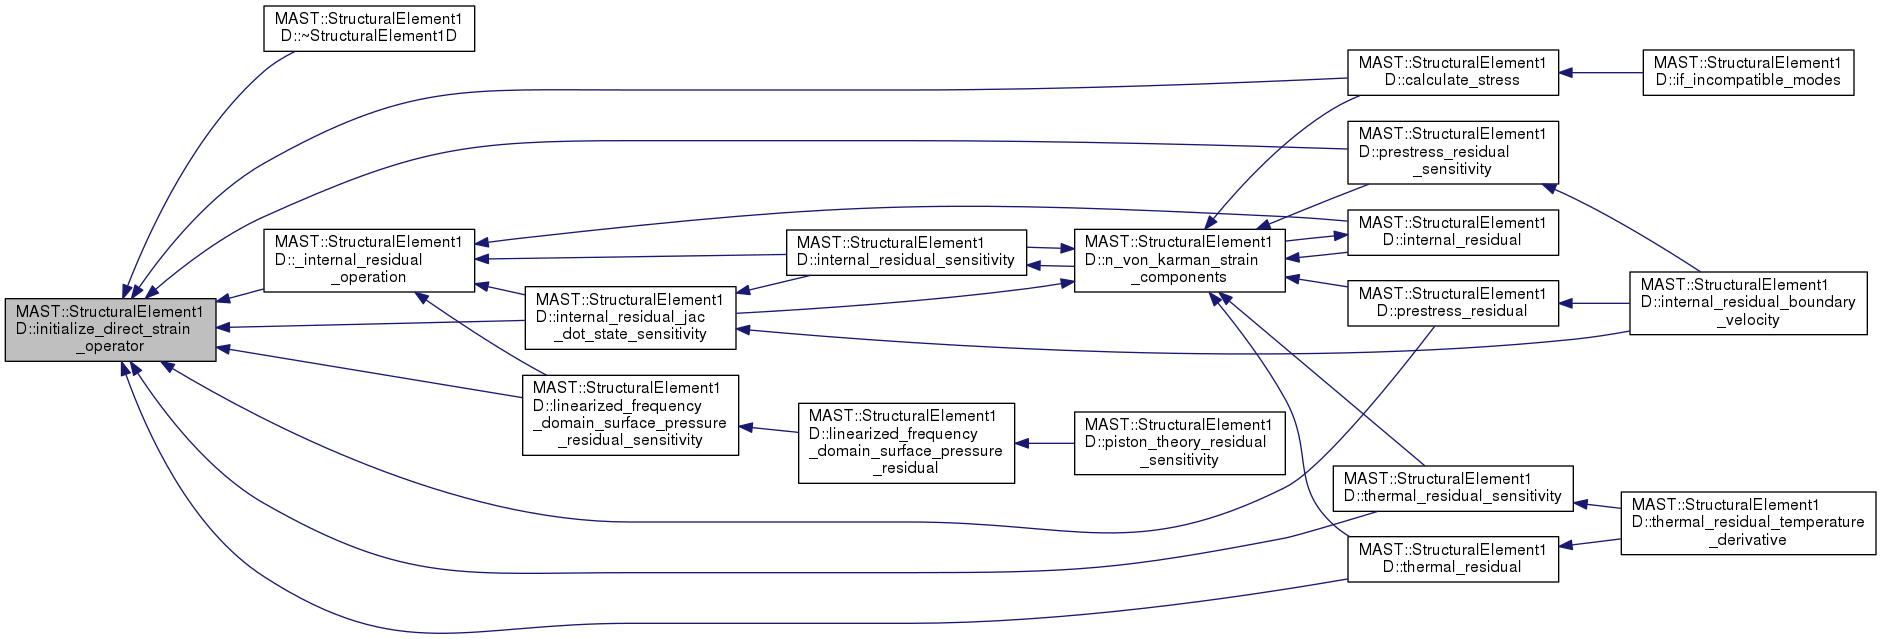 MAST::StructuralElement1
D::~StructuralElement1D
MAST::StructuralElement1
D::calculate_stress
MAST::StructuralElement1
D::if_incompatible_modes
MAST::StructuralElement1
D::prestress_residual
_sensitivity
MAST::StructuralElement1
D::_internal_residual
_operation
MAST::StructuralElement1
D::internal_residual_sensitivity
MAST::StructuralElement1
D::n_von_karman_strain
_components
MAST::StructuralElement1
D::internal_residual
MAST::StructuralElement1
D::initialize_direct_strain
_operator
MAST::StructuralElement1
D::internal_residual_jac
_dot_state_sensitivity
MAST::StructuralElement1
D::prestress_residual
MAST::StructuralElement1
D::internal_residual_boundary
_velocity
MAST::StructuralElement1
D::linearized_frequency
_domain_surface_pressure
_residual_sensitivity
MAST::StructuralElement1
D::linearized_frequency
_domain_surface_pressure
_residual
MAST::StructuralElement1
D::piston_theory_residual
_sensitivity
MAST::StructuralElement1
D::thermal_residual_sensitivity
MAST::StructuralElement1
D::thermal_residual_temperature
_derivative
MAST::StructuralElement1
D::thermal_residual